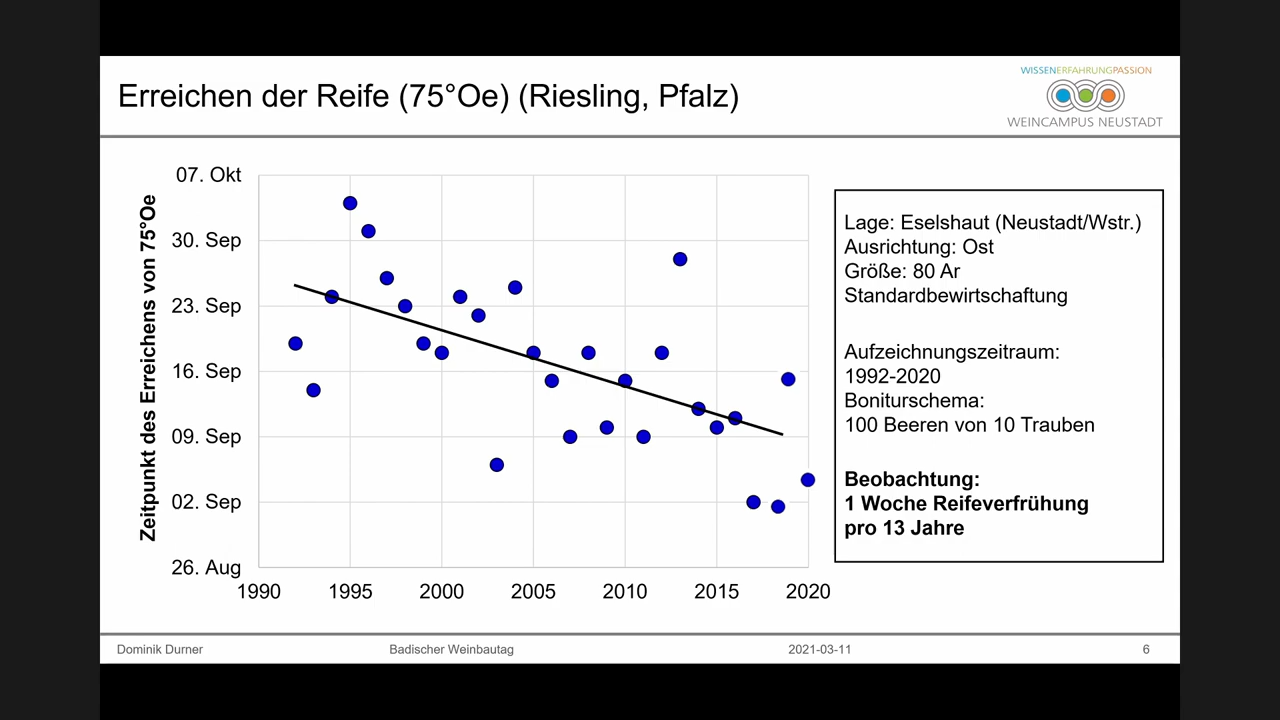 Erreichen der Reife (75°Oe) (Riesling, Pfalz)
WISSENERFAHRUNGPASSION
WEINCAMPUS NEUSTADT
Zeitpunkt des Erreichens von 75°Oe
07. Okt
30. Sep
23. Sep
16. Sep
09. Sep
02. Sep
26. Aug
1990 1995 2000 2005 2010 2015 2020
Lage: Eselshaut (Neustadt/Wstr.)
Ausrichtung: Ost
Größe: 80 Ar
Standardbewirtschaftung
Aufzeichnungszeitraum:
1992-2020
Boniturschema:
100 Beeren von 10 Trauben
Beobachtung:
1 Woche Reifeverfrühung
pro 13 Jahre
Dominik Durner Badischer Weinbautag 2021-03-11 6